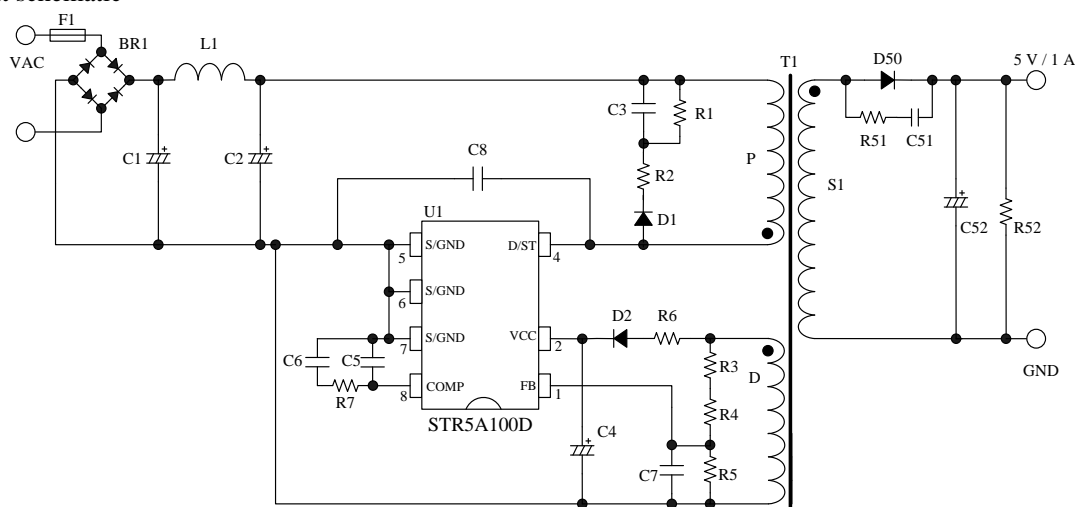 F1
VAC
BR1
L1
T1
D50
5 V / 1 A
C3
R1
R51
C51
C1
C2
C8
P
S1
R2
D1
U1
C52
R52
S/GND
D/ST
5
4
S/GND
6
D2
R6
S/GND
VCC
7
2
GND
C6
C5
R3
D
COMP
FB
R7
8
1
R4
STR5A100D
C4
C7
R5